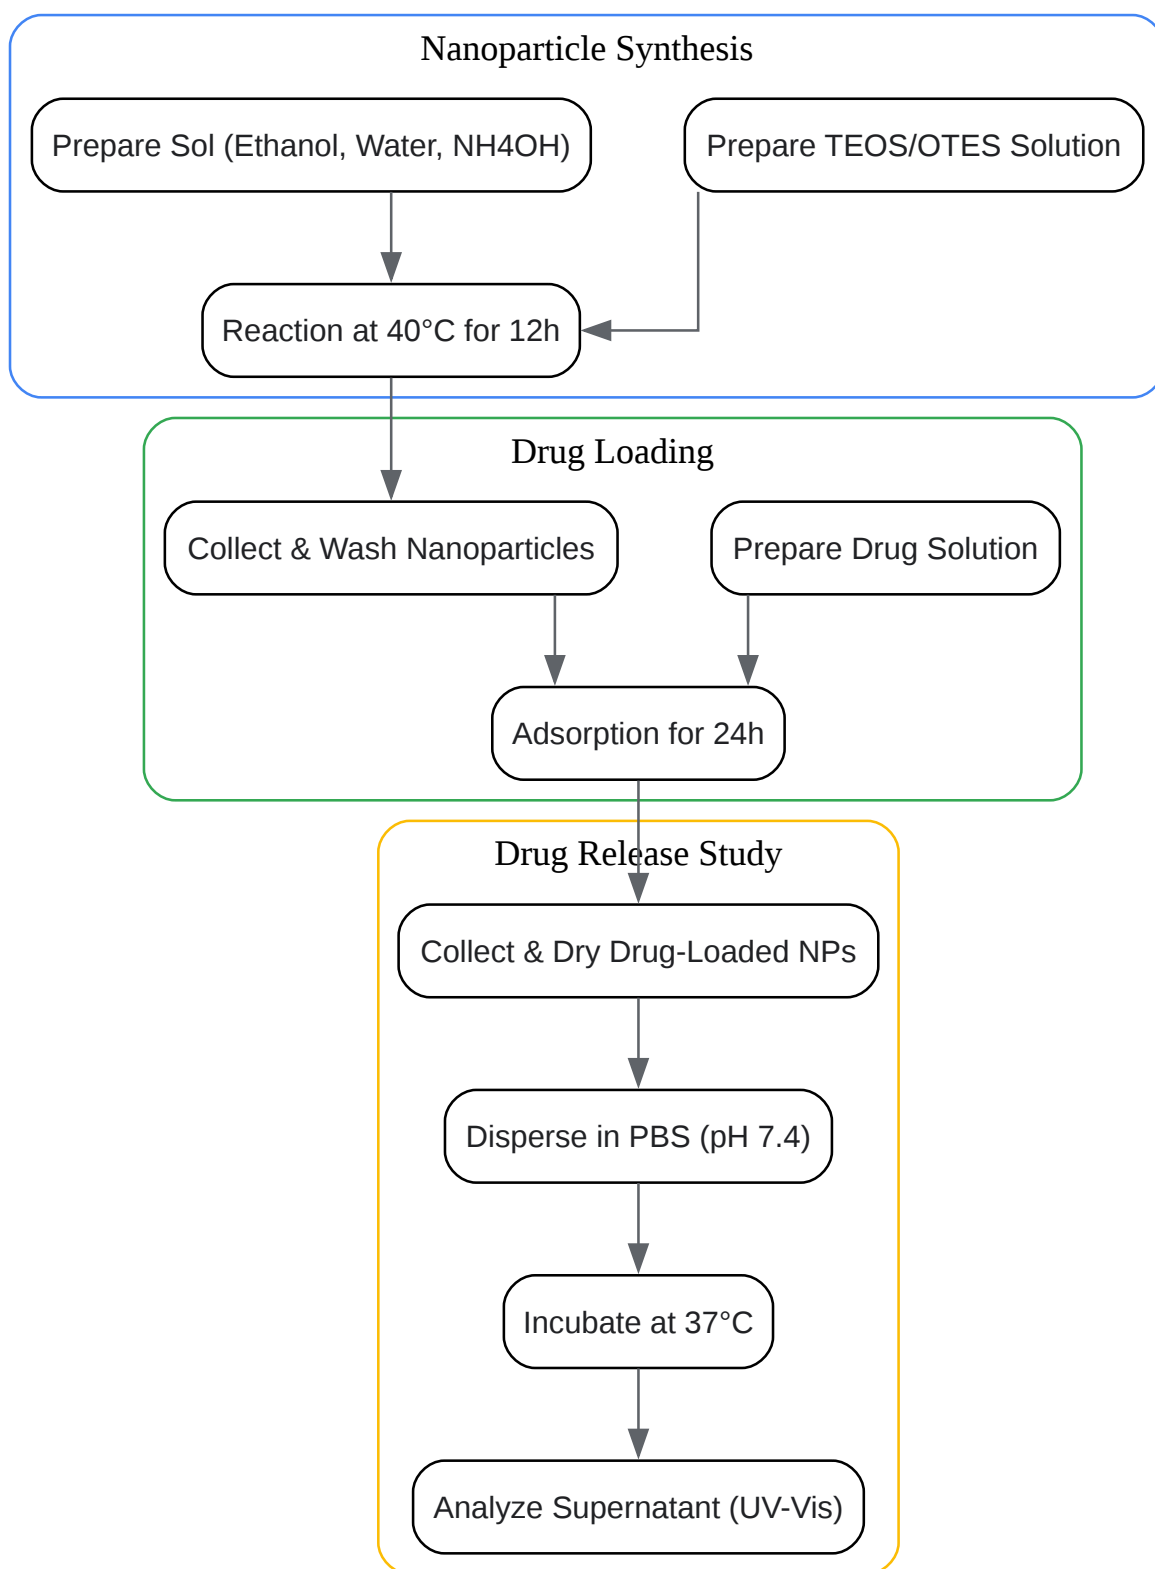 Nanoparticle Synthesis
Prepare Sol (Ethanol, Water, NH4OH)
Prepare TEOS/OTES Solution
Reaction at 40°C for 12h
Drug Loading
Collect & Wash Nanoparticles
Prepare Drug Solution
Adsorption for 24h
Drug Release Study
Collect & Dry Drug-Loaded NPs
Disperse in PBS (pH 7.4)
Incubate at 37°C
Analyze Supernatant (UV-Vis)